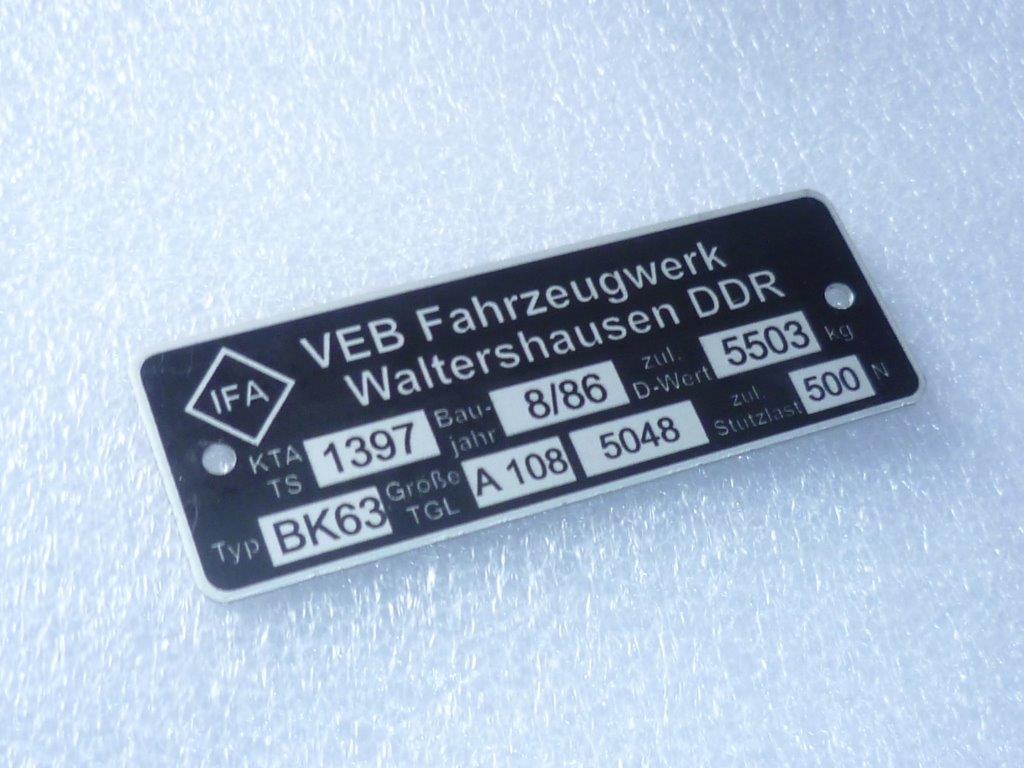 IFA
VEB Fahrzeugwerk
Waltershausen DDR
KTA TS 1397 Bau-jahr 8/86 zul. D-Wert 5503 kg
Typ BK63 Größe TGL A 108 5048 zul. Stützlast 500 N